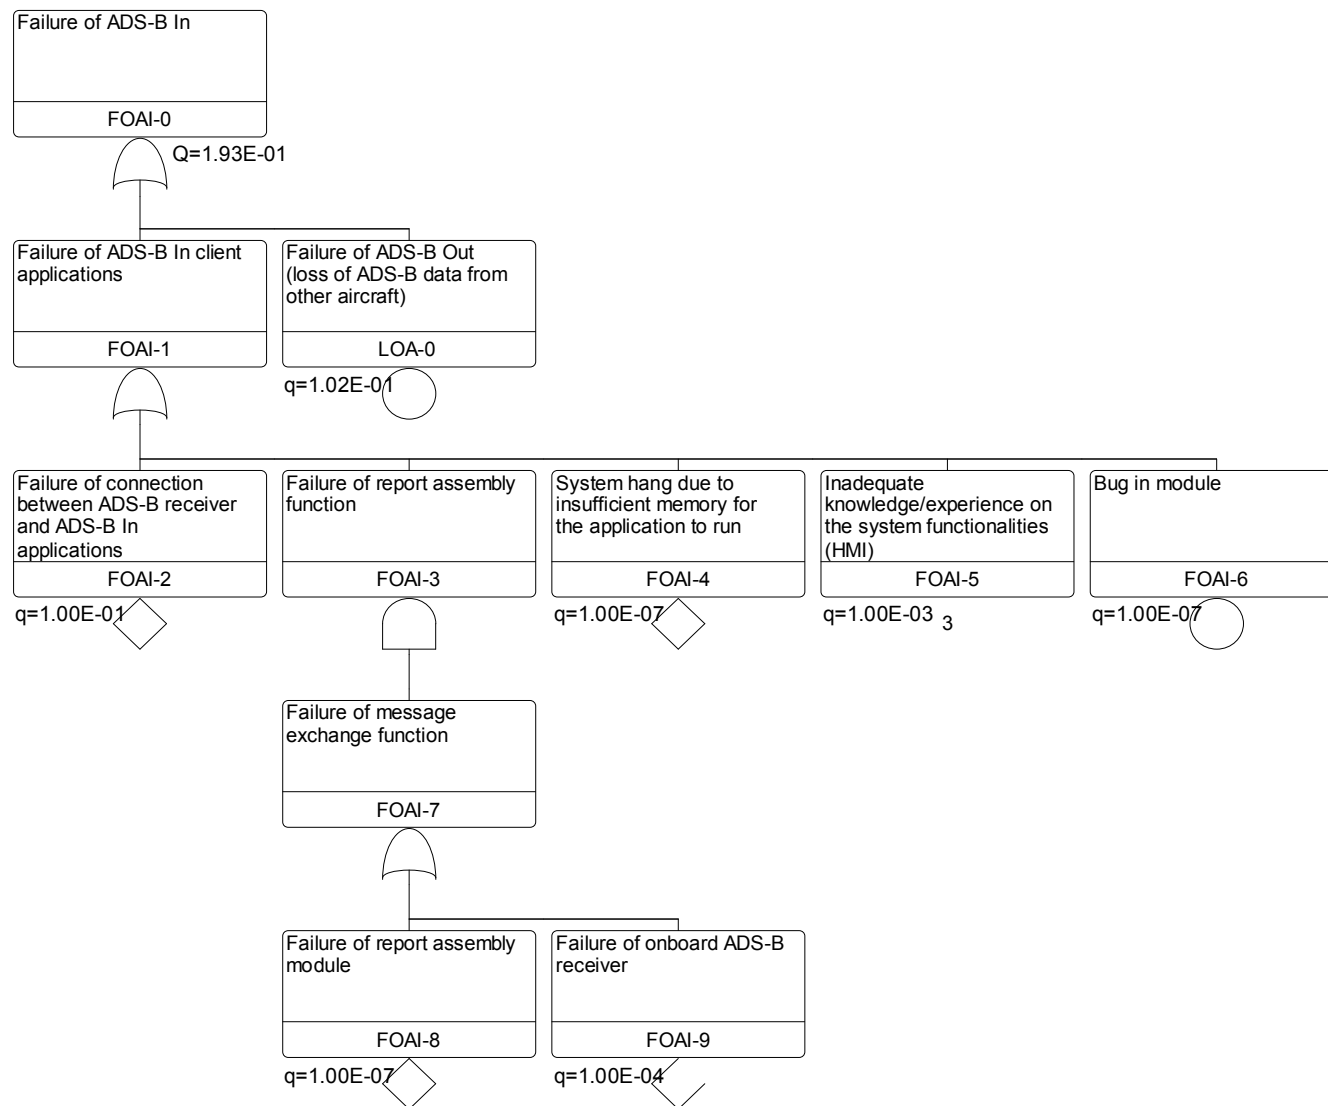 Failure of ADS-B In
FOAI-0
Q=1.93E-01
Failure of ADS-B In client
applications
FOAI-1
Failure of ADS-B Out
(loss of ADS-B data from
other aircraft)
LOA-0
q=1.02E-01
Failure of connection
between ADS-B receiver
and ADS-B In
applications
FOAI-2
q=1.00E-01
Failure of report assembly
function
FOAI-3
System hang due to
insufficient memory for
the application to run
FOAI-4
q=1.00E-07
Inadequate
knowledge/experience on
the system functionalities
(HMI)
FOAI-5
q=1.00E-03
3
Bug in module
FOAI-6
q=1.00E-07
Failure of message
exchange function
FOAI-7
Failure of report assembly
module
FOAI-8
q=1.00E-07
Failure of onboard ADS-B
receiver
FOAI-9
q=1.00E-04